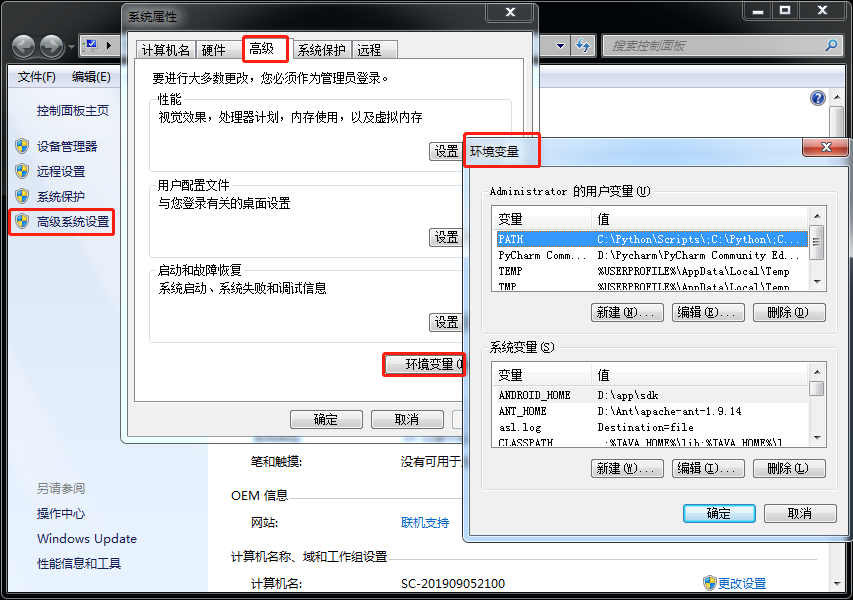 系统属性
计算机名
硬件
高级
系统保护
远程
搜索控制面板
文件(F)
编辑(E)
要进行大多数更改，您必须作为管理员登录。
控制面板主页
性能
视觉效果，处理器计划，内存使用，以及虚拟内存
设备管理器
设置
远程设置
系统保护
高级系统设置
用户配置文件
与您登录有关的桌面设置
设置
启动和故障恢复
系统启动、系统失败和调试信息
设置
环境变量
确定
取消
环境变量
Administrator 的用户变量(U)
变量
值
PATH
C:\Python\Scripts\;C:\Python\;C...
PyCharm Comm...
D:\Pycharm\PyCharm Community Ed...
TEMP
%USERPROFILE%\AppData\Local\Temp
TMP
%USERPROFILE%\AppData\Local\Temp
新建(N)...
编辑(E)...
删除(D)
系统变量(S)
变量
值
ANDROID_HOME
D:\app\sdk
ANT_HOME
D:\Ant\apache-ant-1.9.14
asl.log
Destination=file
CLASSPATH
.;%JAVA_HOME%\lib;%JAVA_HOME%\l
新建(W)...
编辑(I)...
删除(L)
确定
取消
笔和触摸:
没有可用于
另请参阅
OEM 信息
操作中心
网站:
联机支持
Windows Update
性能信息和工具
计算机名称、域和工作组设置
计算机名:
SC-201909052100
更改设置